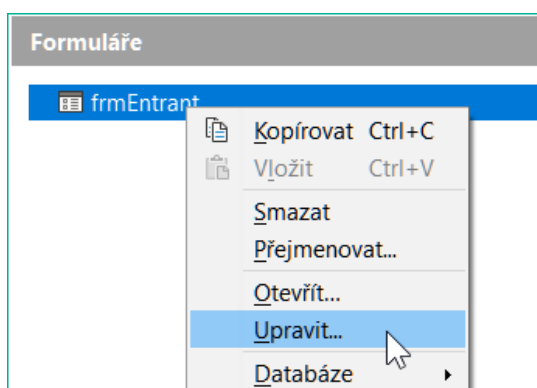 Formuláře
frmEntrant
Kopírovat Ctrl+C
Vložit Ctrl+V
Smazat
Přejmenovat...
Otevřít...
Upravit...
Databáze